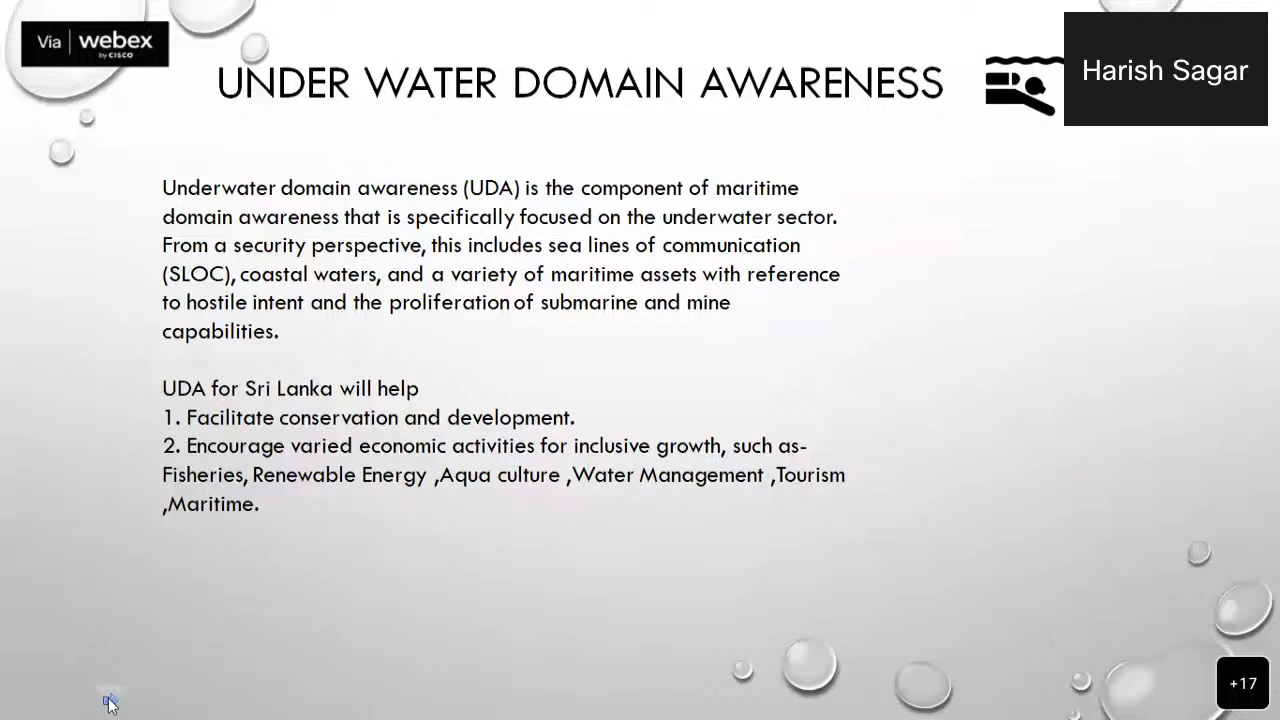 Via webex
by CISCO
UNDER WATER DOMAIN AWARENESS
Harish Sagar
Underwater domain awareness (UDA) is the component of maritime
domain awareness that is specifically focused on the underwater sector.
From a security perspective, this includes sea lines of communication
(SLOC), coastal waters, and a variety of maritime assets with reference
to hostile intent and the proliferation of submarine and mine
capabilities.
UDA for Sri Lanka will help
1. Facilitate conservation and development.
2. Encourage varied economic activities for inclusive growth, such as-
Fisheries, Renewable Energy ,Aqua culture ,Water Management ,Tourism
,Maritime.
+17